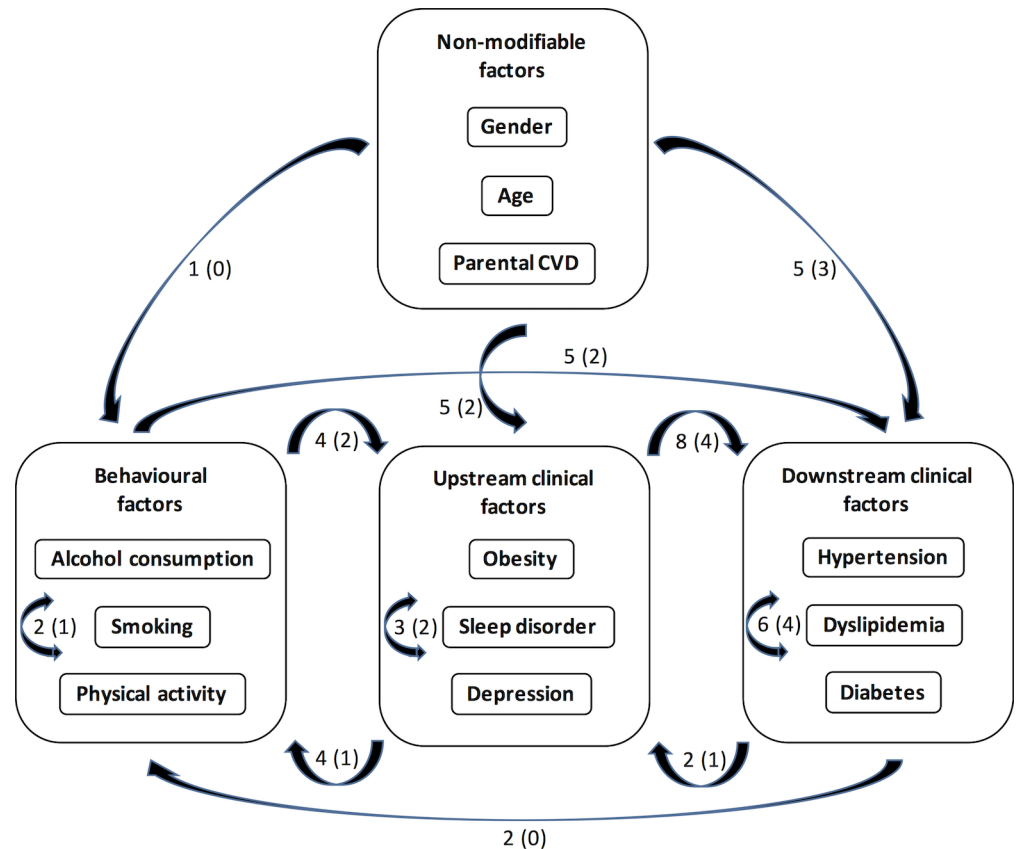 Non-modifiable
factors
Gender
Age
Parental CVD
1 (0)
5 (3)
5 (2)
5 (2)
4 (2)
8 (4)
Behavioural
factors
Alcohol consumption
2 (1)
Smoking
Physical activity
Upstream clinical
factors
Obesity
3 (2)
Sleep disorder
Depression
Downstream clinical
factors
Hypertension
6 (4)
Dyslipidemia
Diabetes
4 (1)
2 (1)
2 (0)